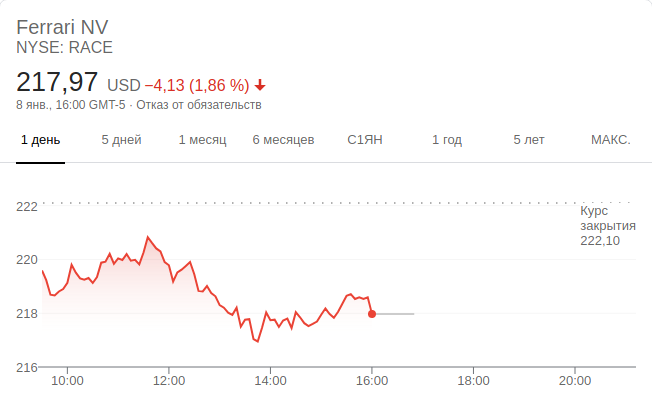 Ferrari NV
NYSE: RACE
217,97 USD −4,13 (1,86 %)
8 янв., 16:00 GMT-5 · Отказ от обязательств
1 день 5 дней 1 месяц 6 месяцев С1ЯН 1 год 5 лет МАКС.
222
Курс
закрытия
222,10
220
218
216
10:00 12:00 14:00 16:00 18:00 20:00